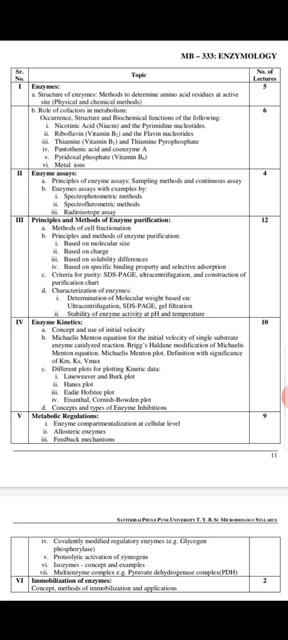 MB – 333: ENZYMOLOGY
Sr. No. Topic No. of Lectures
I Enzymes: 5
a. Structure of enzymes: Methods to determine amino acid residues at active
site (Physical and chemical methods)
b. Role of cofactors in metabolism: 6
Occurrence, Structure and Biochemical functions of the following:
i. Nicotinic Acid (Niacin) and the Pyrimidine nucleotides.
ii. Riboflavin (Vitamin B₂) and the Flavin nucleotides
iii. Thiamine (Vitamin B₁) and Thiamine Pyrophosphate
iv. Pantothenic acid and coenzyme A
v. Pyridoxal phosphate (Vitamin B₆)
vi. Metal ions
II Enzyme assays: 4
a. Principles of enzyme assays: Sampling methods and continuous assay
b. Enzymes assays with examples by:
i. Spectrophotometric methods
ii. Spectroflurometric methods
iii. Radioisotope assay
III Principles and Methods of Enzyme purification: 12
a. Methods of cell fractionation
b. Principles and methods of enzyme purification:
i. Based on molecular size
ii. Based on charge
iii. Based on solubility differences
iv. Based on specific binding property and selective adsorption
c. Criteria for purity: SDS-PAGE, ultracentrifugation, and construction of
purification chart
d. Characterization of enzymes:
i. Determination of Molecular weight based on:
Ultracentrifugation, SDS-PAGE, gel filtration
ii. Stability of enzyme activity at pH and temperature
IV Enzyme Kinetics: 10
a. Concept and use of initial velocity
b. Michaelis Menton equation for the initial velocity of single substrate
enzyme catalyzed reaction. Brigg's Haldane modification of Michaelis
Menton equation. Michaelis Menton plot. Definition with significance
of Km, Ks, Vmax
c. Different plots for plotting Kinetic data:
i. Lineweaver and Burk plot
ii. Hanes plot
iii. Eadie Hofstee plot
iv. Eisanthal, Cornish-Bowden plot
d. Concepts and types of Enzyme Inhibitions
V Metabolic Regulations: 9
i. Enzyme compartmentalization at cellular level
ii. Allosteric enzymes
iii. Feedback mechanisms
11
SAVITRIBAI PHULE PUNE UNIVERSITY T. Y. B. SC MICROBIOLOGY SYLLABUS
iv. Covalently modified regulatory enzymes (e.g. Glycogen
phosphorylase)
v. Proteolytic activation of zymogens
vi. Isozymes - concept and examples
vii. Multienzyme complex e.g. Pyruvate dehydrogenase complex(PDH)
VI Immobilization of enzymes: 2
Concept, methods of immobilization and applications